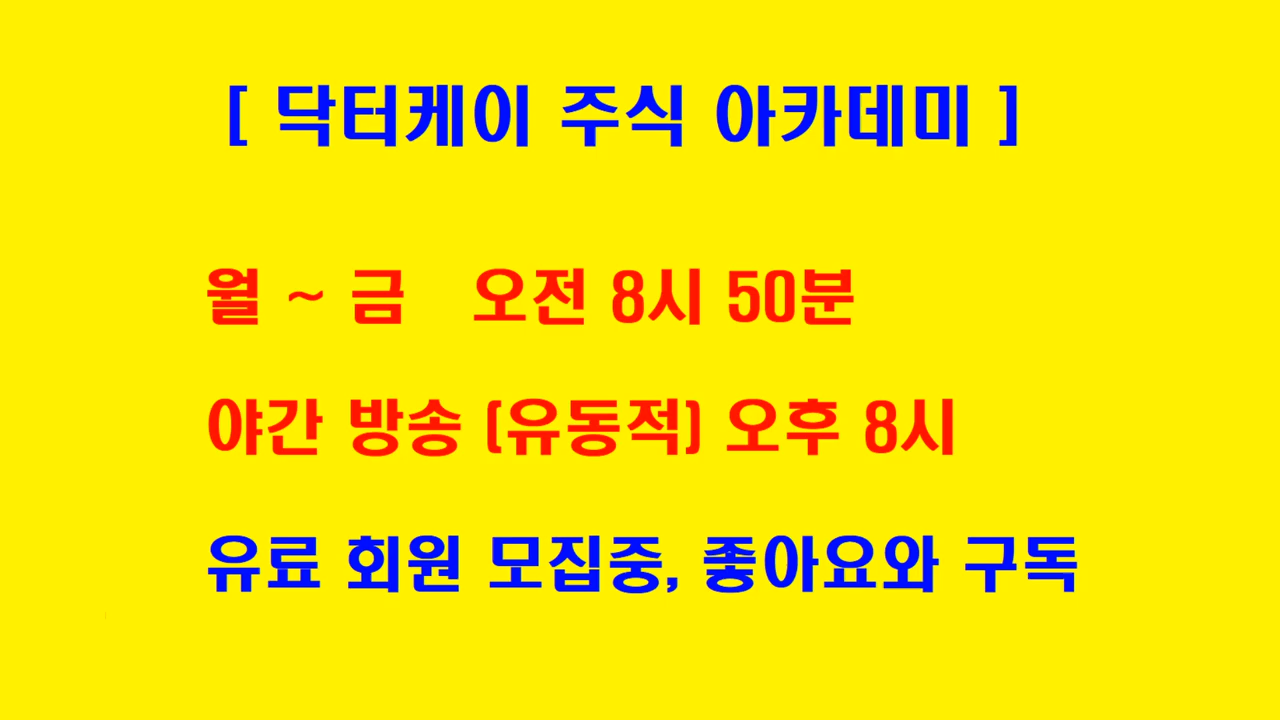 [ 닥터케이 주식 아카데미 ]
월 ~ 금 오전 8시 50분
야간 방송 (유동적) 오후 8시
유료 회원 모집중, 좋아요와 구독